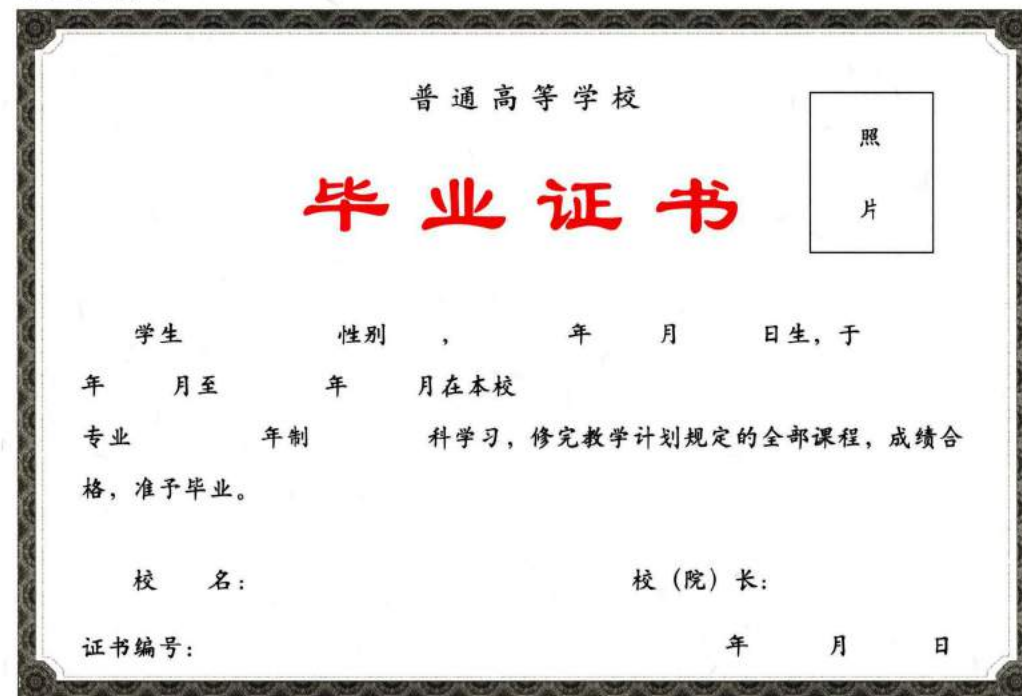 普通高等学校
毕业证书
照
片
学生 性别 , 年 月 日生，于
年 月至 年 月在本校
专业 年制 科学习，修完教学计划规定的全部课程，成绩合
格，准予毕业。
校 名： 校（院）长：
证书编号： 年 月 日